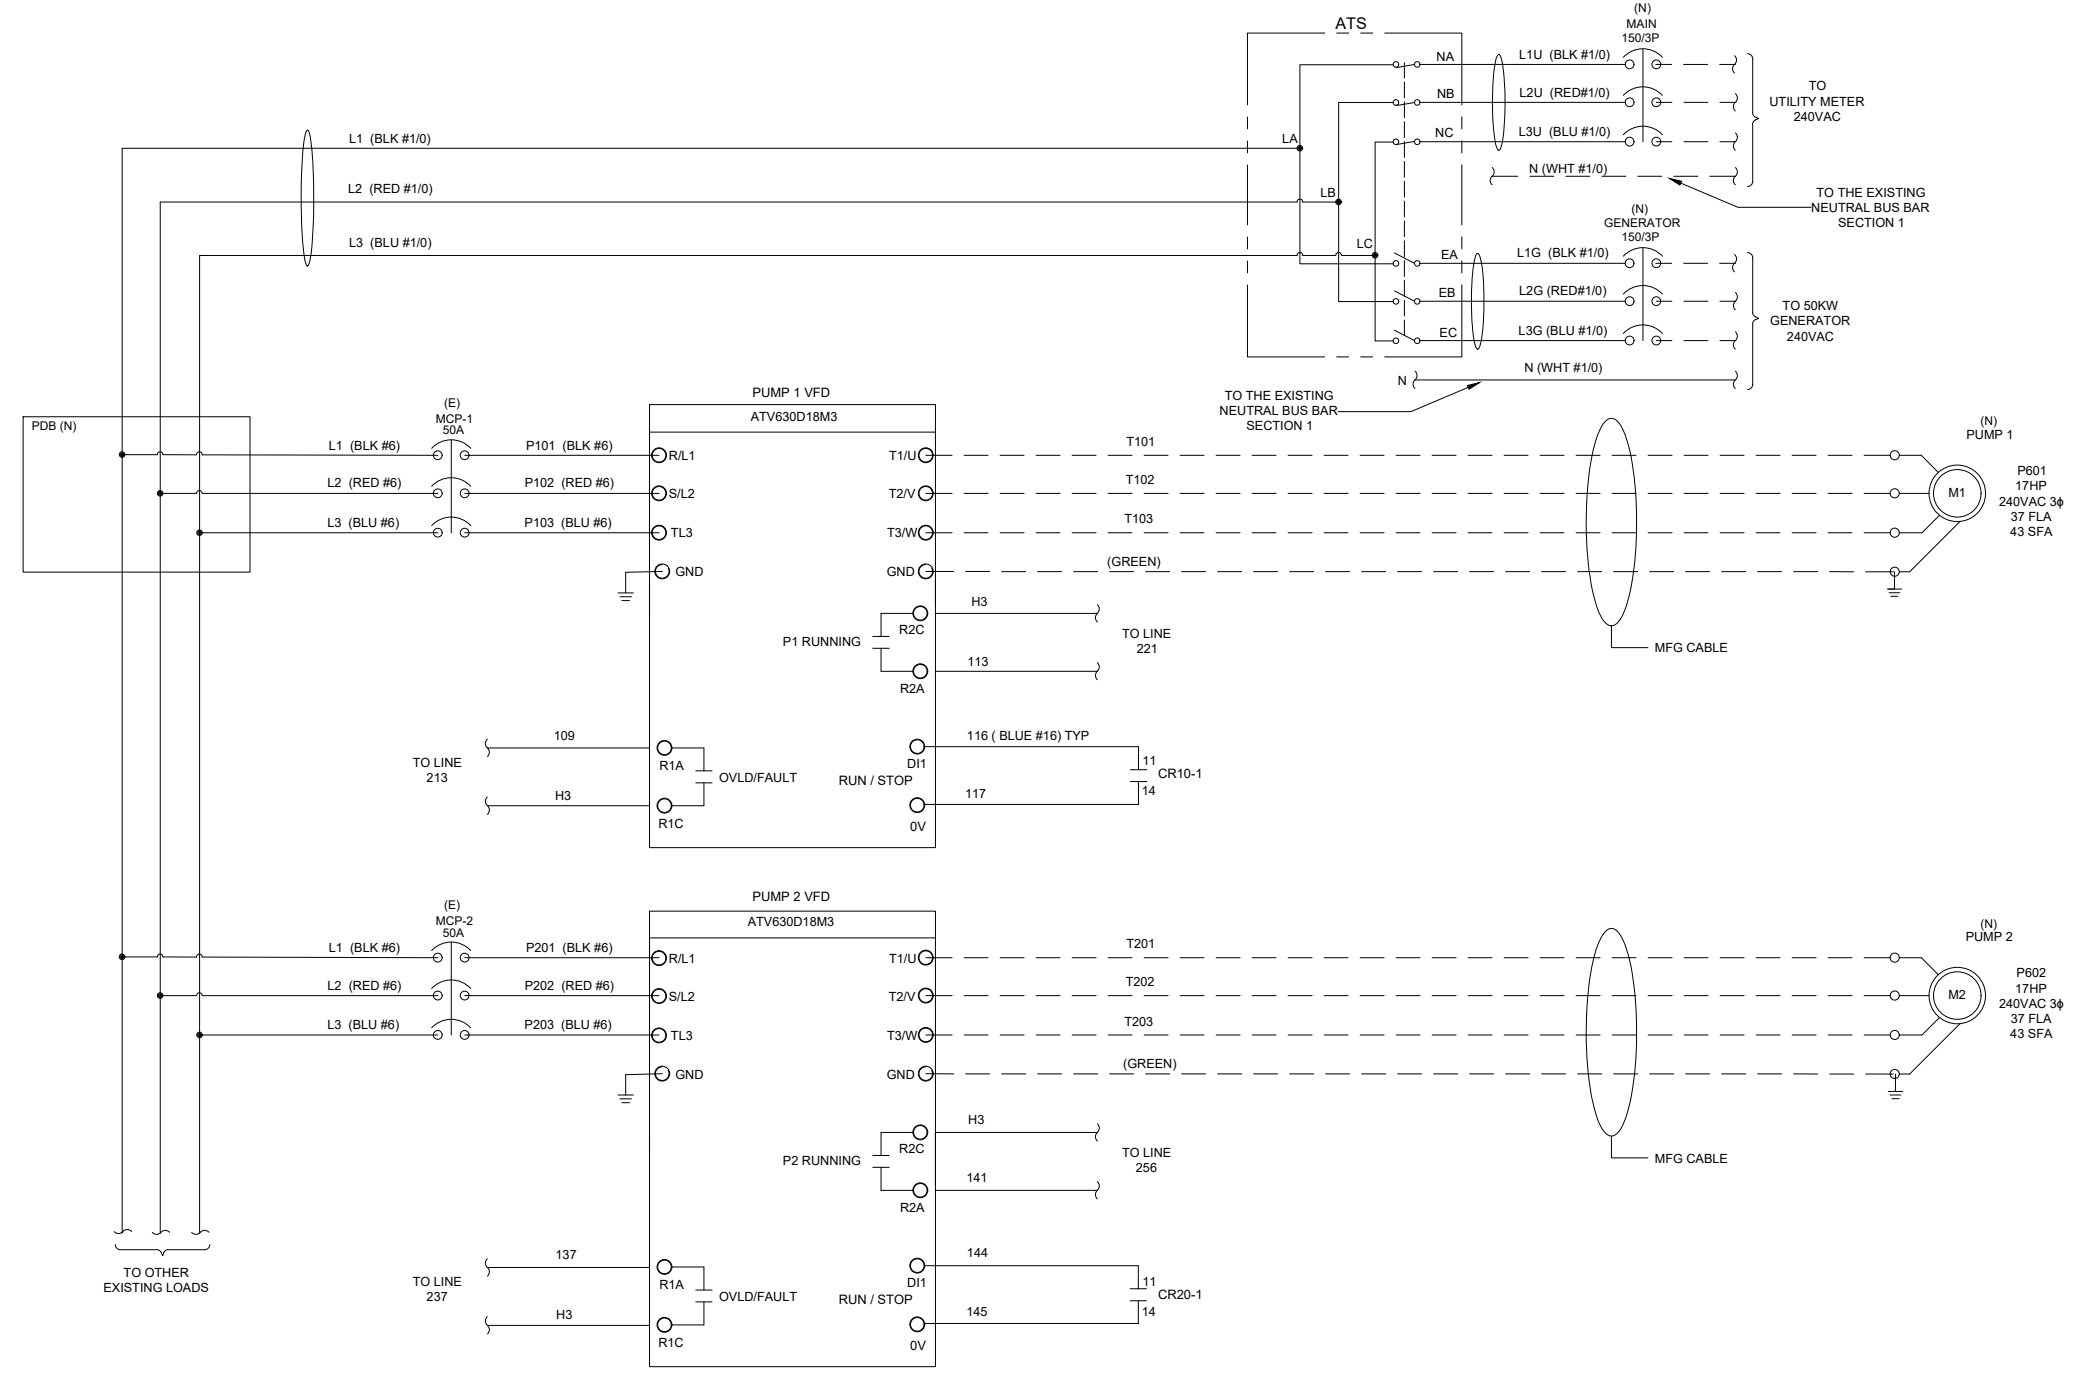 ATS
(N)
MAIN
150/3P
NA
L1U (BLK #1/0)
NB
L2U (RED#1/0)
NC
L3U (BLU #1/0)
N (WHT #1/0)
TO
UTILITY METER
240VAC
TO THE EXISTING
NEUTRAL BUS BAR
SECTION 1
L1 (BLK #1/0)
LA
L2 (RED #1/0)
LB
L3 (BLU #1/0)
LC
(N)
GENERATOR
150/3P
EA
L1G (BLK #1/0)
EB
L2G (RED#1/0)
EC
L3G (BLU #1/0)
N
N (WHT #1/0)
TO 50KW
GENERATOR
240VAC
TO THE EXISTING
NEUTRAL BUS BAR
SECTION 1
PDB (N)
(E)
MCP-1
50A
L1 (BLK #6)
P101 (BLK #6)
L2 (RED #6)
P102 (RED #6)
L3 (BLU #6)
P103 (BLU #6)
PUMP 1 VFD
ATV630D18M3
R/L1
T1/U
S/L2
T2/V
TL3
T3/W
GND
GND
T101
T102
T103
(GREEN)
(N)
PUMP 1
M1
P601
17HP
240VAC 3ϕ
37 FLA
43 SFA
MFG CABLE
P1 RUNNING
R2C
R2A
H3
113
TO LINE
221
TO LINE
213
109
H3
R1A
R1C
OVLD/FAULT
RUN / STOP
DI1
0V
116 ( BLUE #16) TYP
117
11
CR10-1
14
(E)
MCP-2
50A
L1 (BLK #6)
P201 (BLK #6)
L2 (RED #6)
P202 (RED #6)
L3 (BLU #6)
P203 (BLU #6)
PUMP 2 VFD
ATV630D18M3
R/L1
T1/U
S/L2
T2/V
TL3
T3/W
GND
GND
T201
T202
T203
(GREEN)
(N)
PUMP 2
M2
P602
17HP
240VAC 3ϕ
37 FLA
43 SFA
MFG CABLE
P2 RUNNING
R2C
R2A
H3
141
TO LINE
256
TO OTHER
EXISTING LOADS
TO LINE
237
137
H3
R1A
R1C
OVLD/FAULT
RUN / STOP
DI1
0V
144
145
11
CR20-1
14